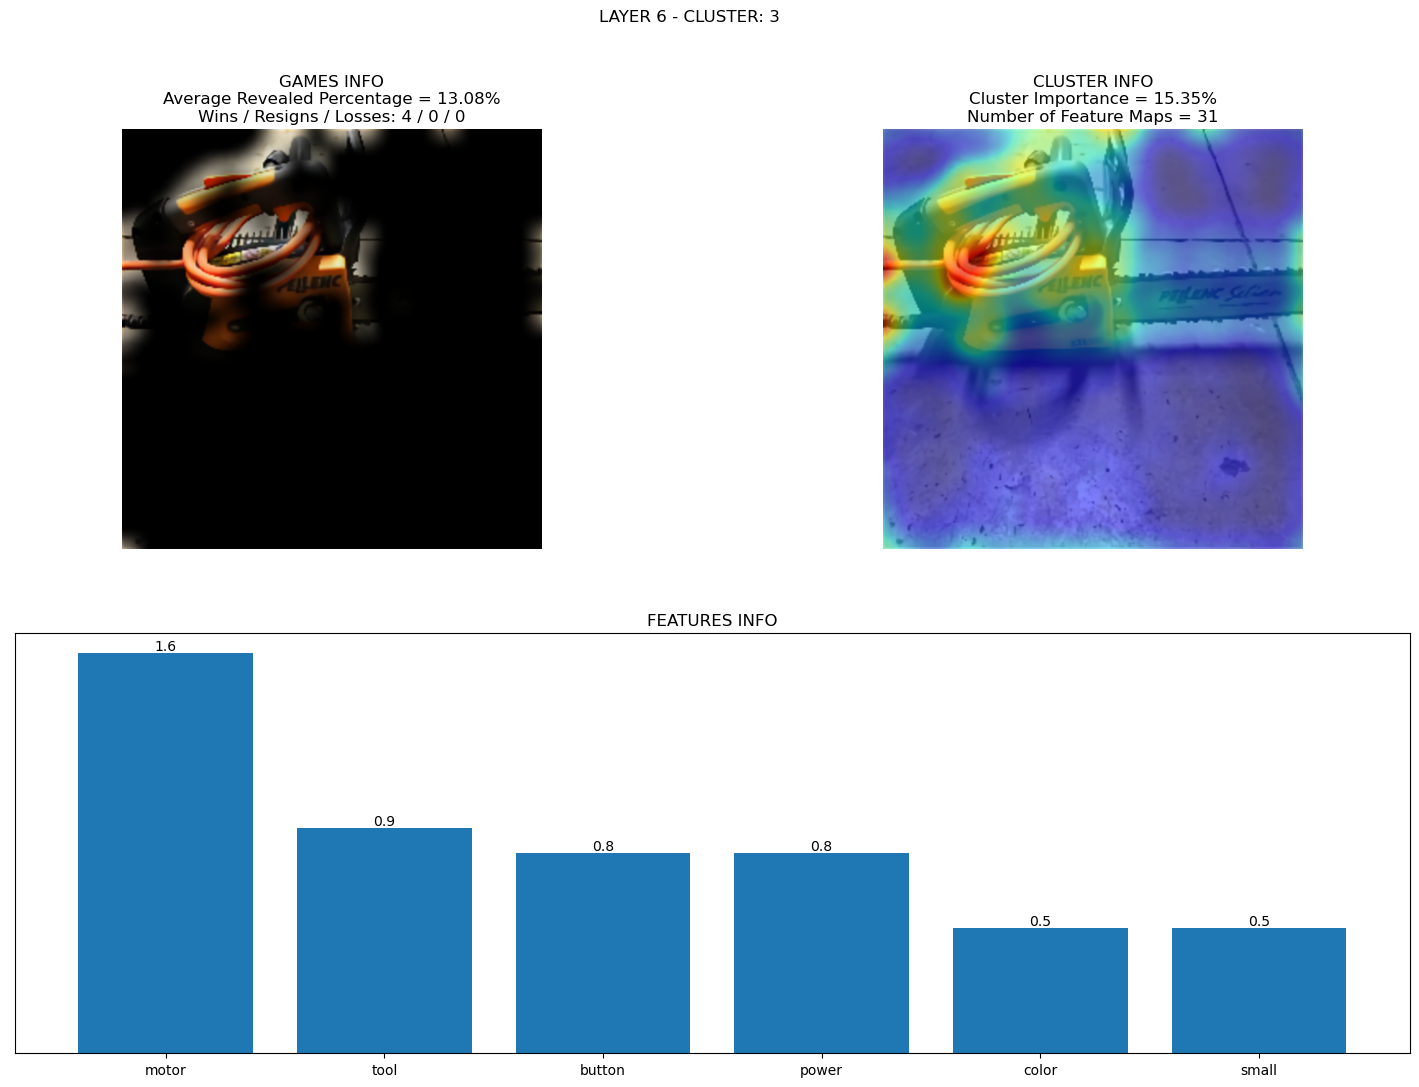 LAYER 6 - CLUSTER: 3
GAMES INFO
Average Revealed Percentage = 13.08%
Wins / Resigns / Losses: 4 / 0 / 0
CLUSTER INFO
Cluster Importance = 15.35%
Number of Feature Maps = 31
PELLENC
PELLENC
PELLENC Selion
FEATURES INFO
1.6
0.9
0.8
0.8
0.5
0.5
motor
tool
button
power
color
small